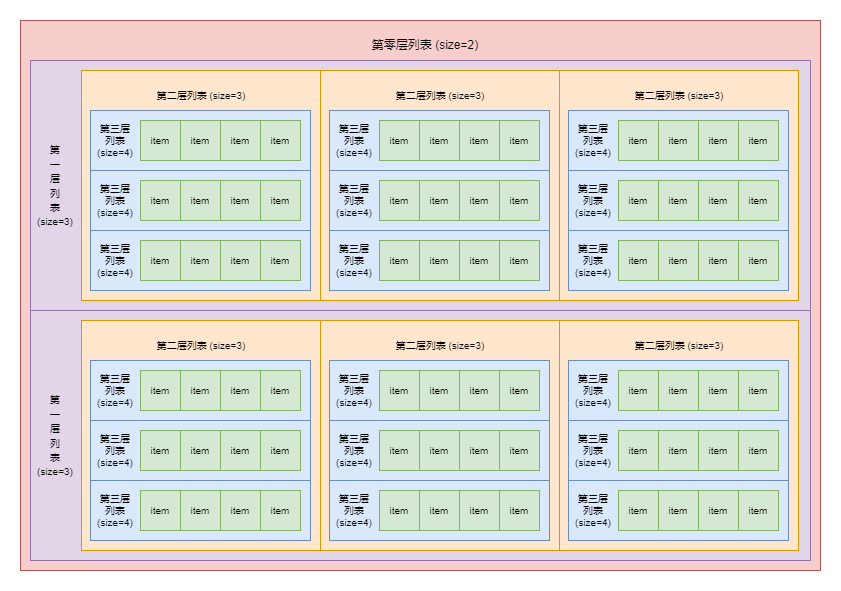 第零层列表 (size=2)
第
一
层
列
表
(size=3)
第二层列表 (size=3)
第三层
列表
(size=4)
item item item item
第三层
列表
(size=4)
item item item item
第三层
列表
(size=4)
item item item item
第二层列表 (size=3)
第三层
列表
(size=4)
item item item item
第三层
列表
(size=4)
item item item item
第三层
列表
(size=4)
item item item item
第二层列表 (size=3)
第三层
列表
(size=4)
item item item item
第三层
列表
(size=4)
item item item item
第三层
列表
(size=4)
item item item item
第
一
层
列
表
(size=3)
第二层列表 (size=3)
第三层
列表
(size=4)
item item item item
第三层
列表
(size=4)
item item item item
第三层
列表
(size=4)
item item item item
第二层列表 (size=3)
第三层
列表
(size=4)
item item item item
第三层
列表
(size=4)
item item item item
第三层
列表
(size=4)
item item item item
第二层列表 (size=3)
第三层
列表
(size=4)
item item item item
第三层
列表
(size=4)
item item item item
第三层
列表
(size=4)
item item item item